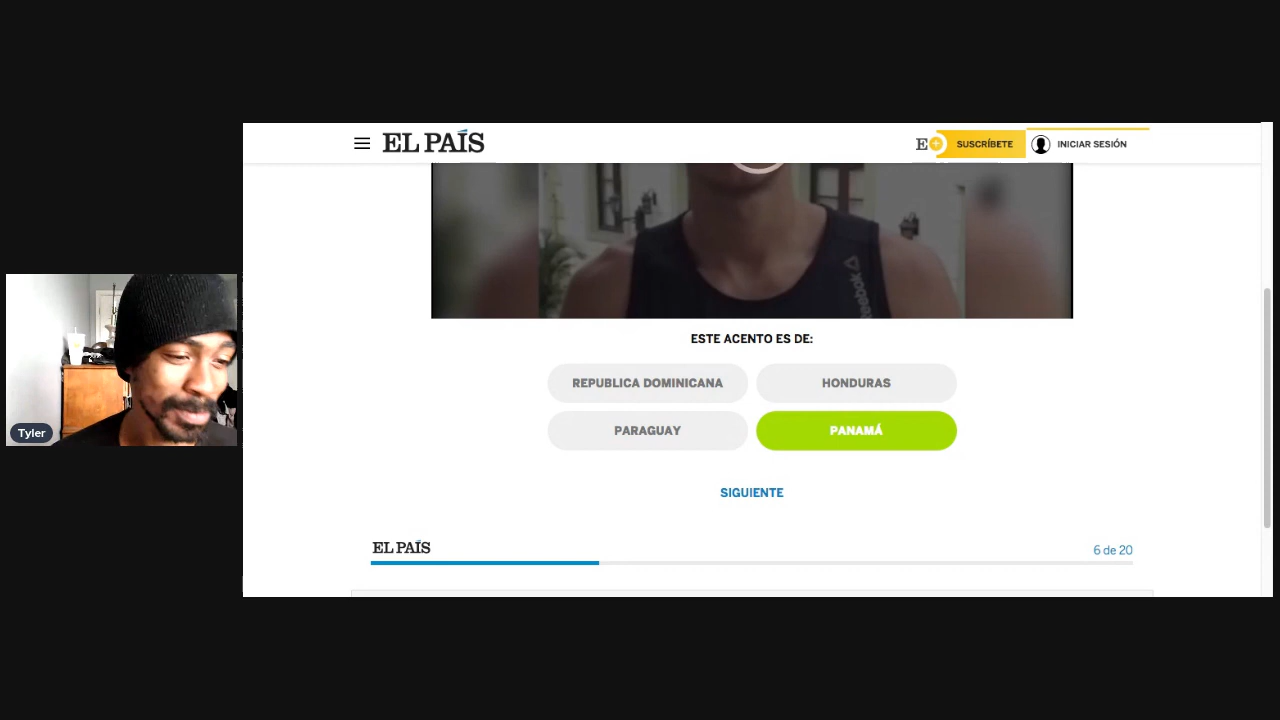 EL PAÍS
E+
SUSCRÍBETE
INICIAR SESIÓN
Reebok
ESTE ACENTO ES DE:
REPUBLICA DOMINICANA
HONDURAS
PARAGUAY
PANAMÁ
SIGUIENTE
EL PAÍS
6 de 20
Tyler